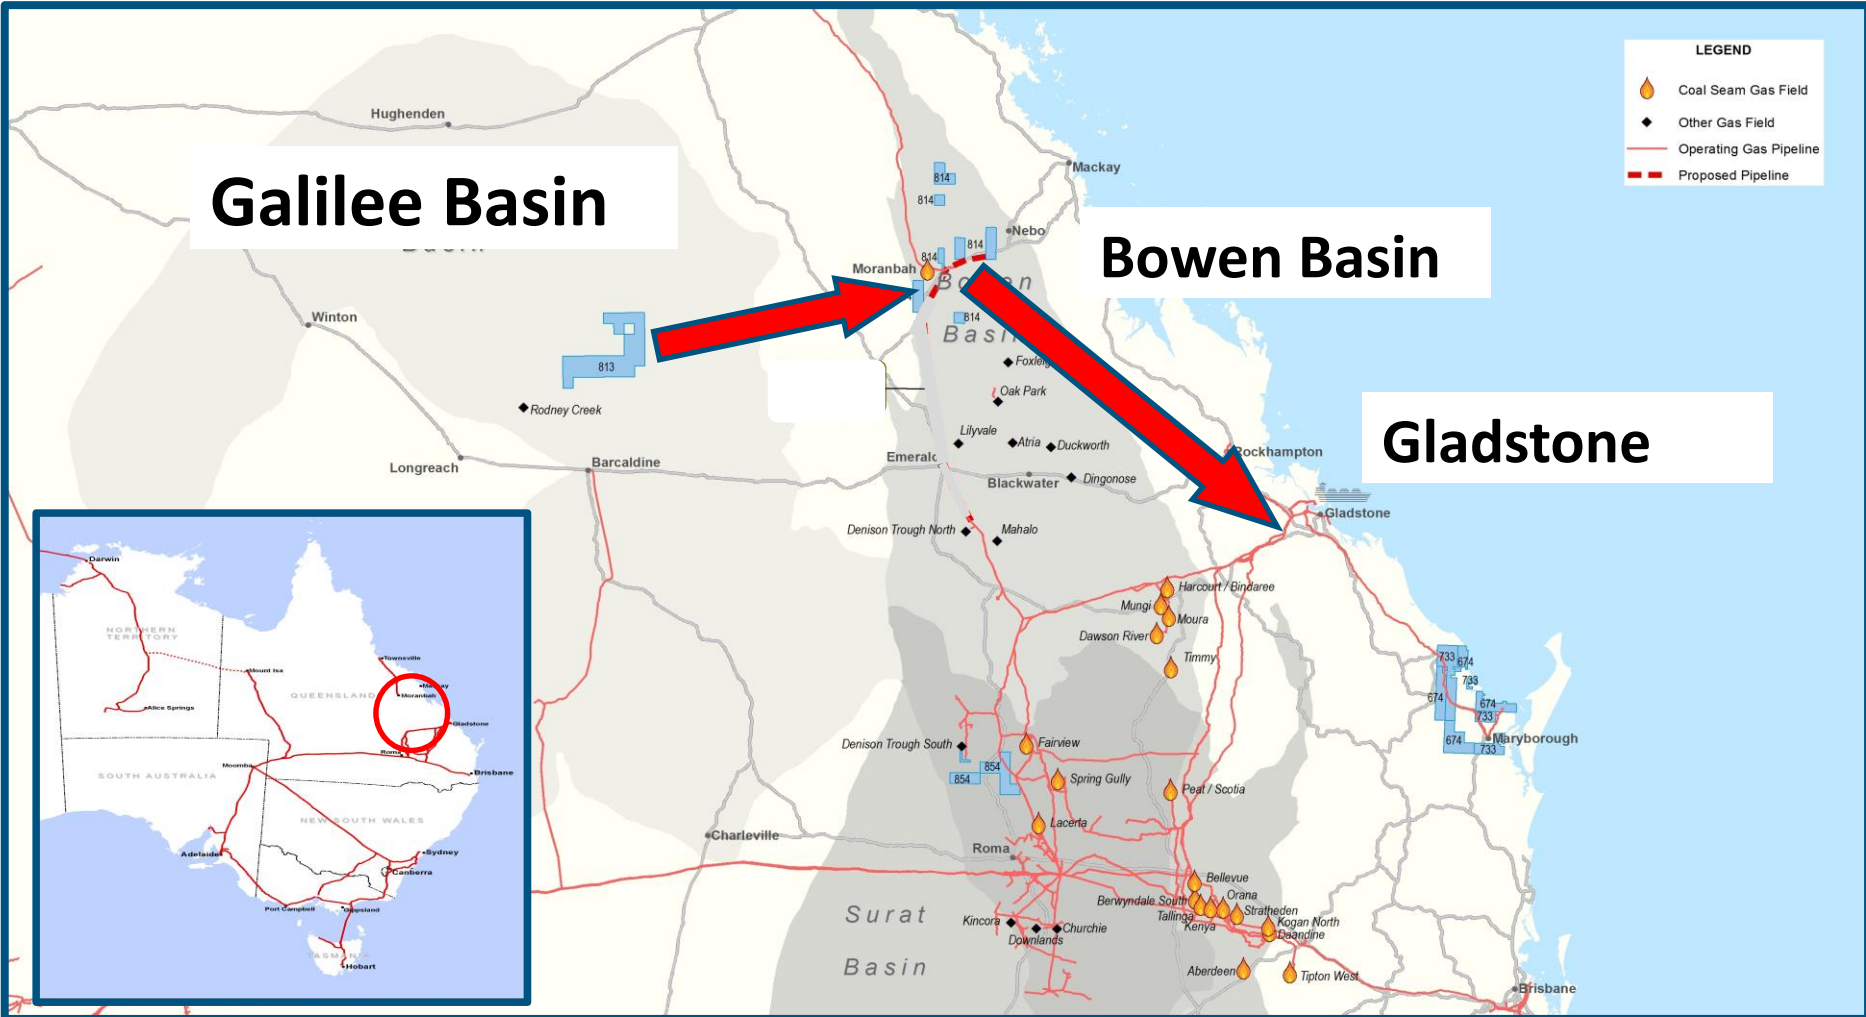 LEGEND
Coal Seam Gas Field
Other Gas Field
Operating Gas Pipeline
Proposed Pipeline
Hughenden
Mackay
Galilee Basin
814
814
Nebo
814
Bowen Basin
814
Moranbah
Basin
814
Winton
813
Foxleigh
Oak Park
Rodney Creek
Lilyvale
Atria
Duckworth
Gladstone
Rockhampton
Emerald
Longreach
Barcaldine
Blackwater
Dingonose
Gladstone
Denison Trough North
Mahalo
Harcourt / Bindaree
Mungi
Moura
Dawson River
Timmy
733
674
733
674
674
733
674
733
Maryborough
Denison Trough South
Fairview
854
854
Spring Gully
Peat / Scotia
Lacerta
Charleville
Roma
Bellevue
Berwyndale South
Orana
Tallinga
Stratheden
Kenya
Kogan North
Daandine
Surat
Basin
Kincora
Churchie
Downlands
Aberdeen
Tipton West
Brisbane
Darwin
NORTHERN
TERRITORY
Townsville
Mount Isa
Mackay
QUEENSLAND
Moranbah
Alice Springs
Gladstone
Roma
Moomba
Brisbane
SOUTH AUSTRALIA
NEW SOUTH WALES
Adelaide
Sydney
Canberra
Port Campbell
Gippsland
TASMANIA
Hobart